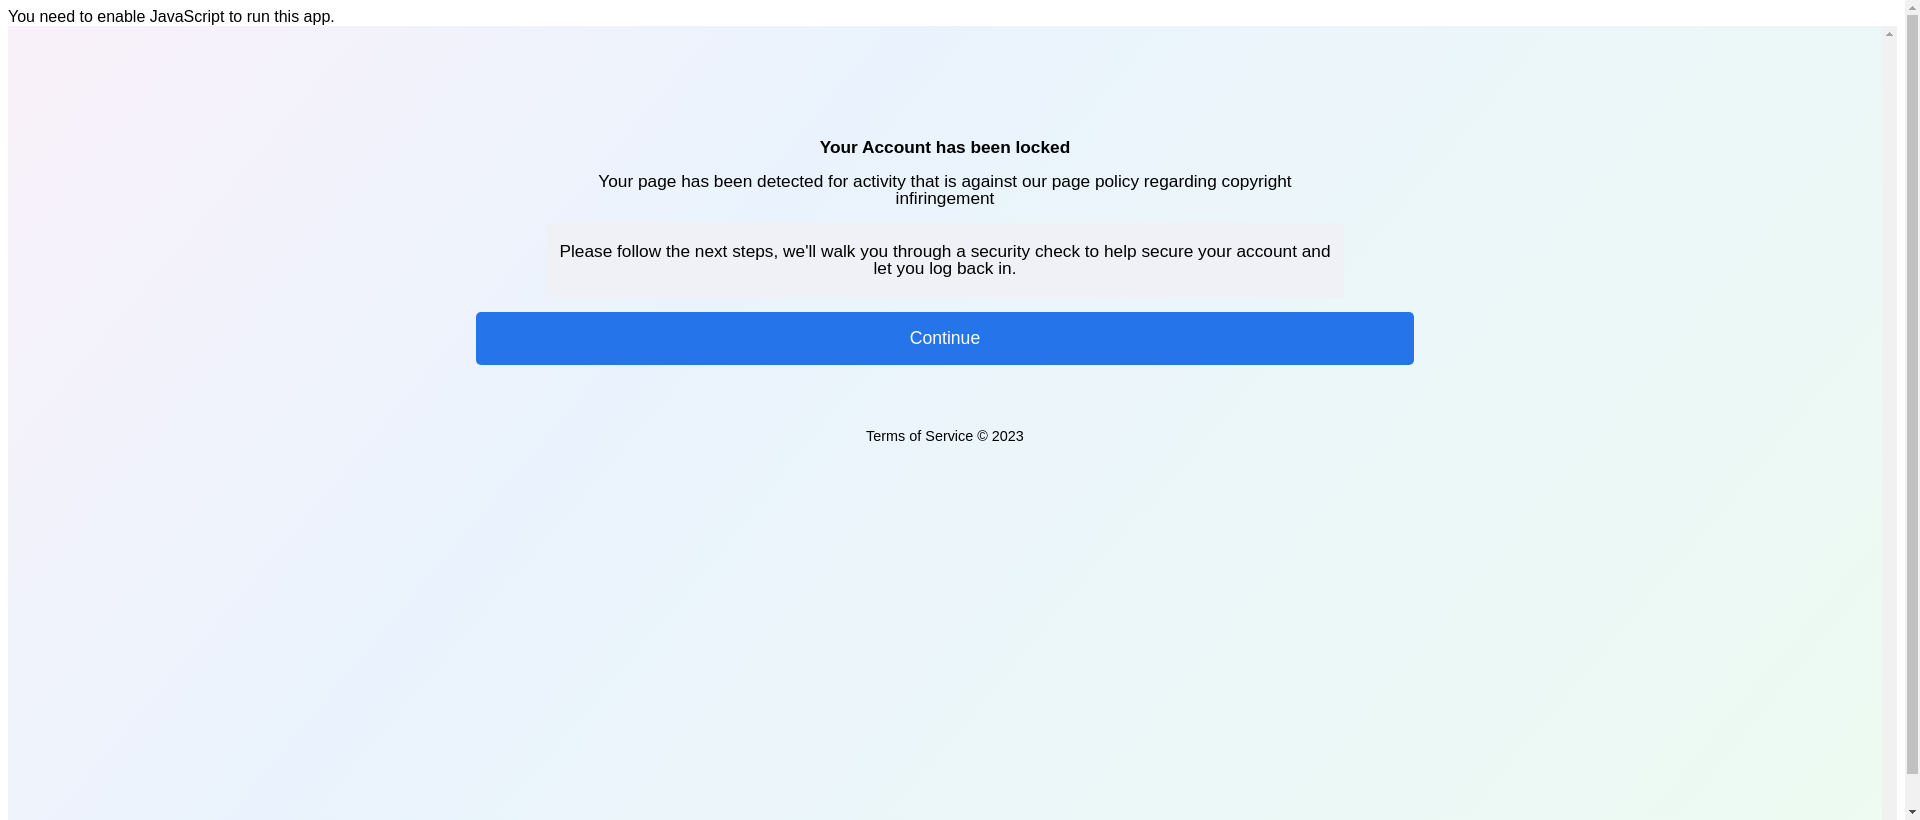 You need to enable JavaScript to run this app.
Your Account has been locked
Your page has been detected for activity that is against our page policy regarding copyright
infiringement
Please follow the next steps, we'll walk you through a security check to help secure your account and
let you log back in.
Continue
Terms of Service © 2023